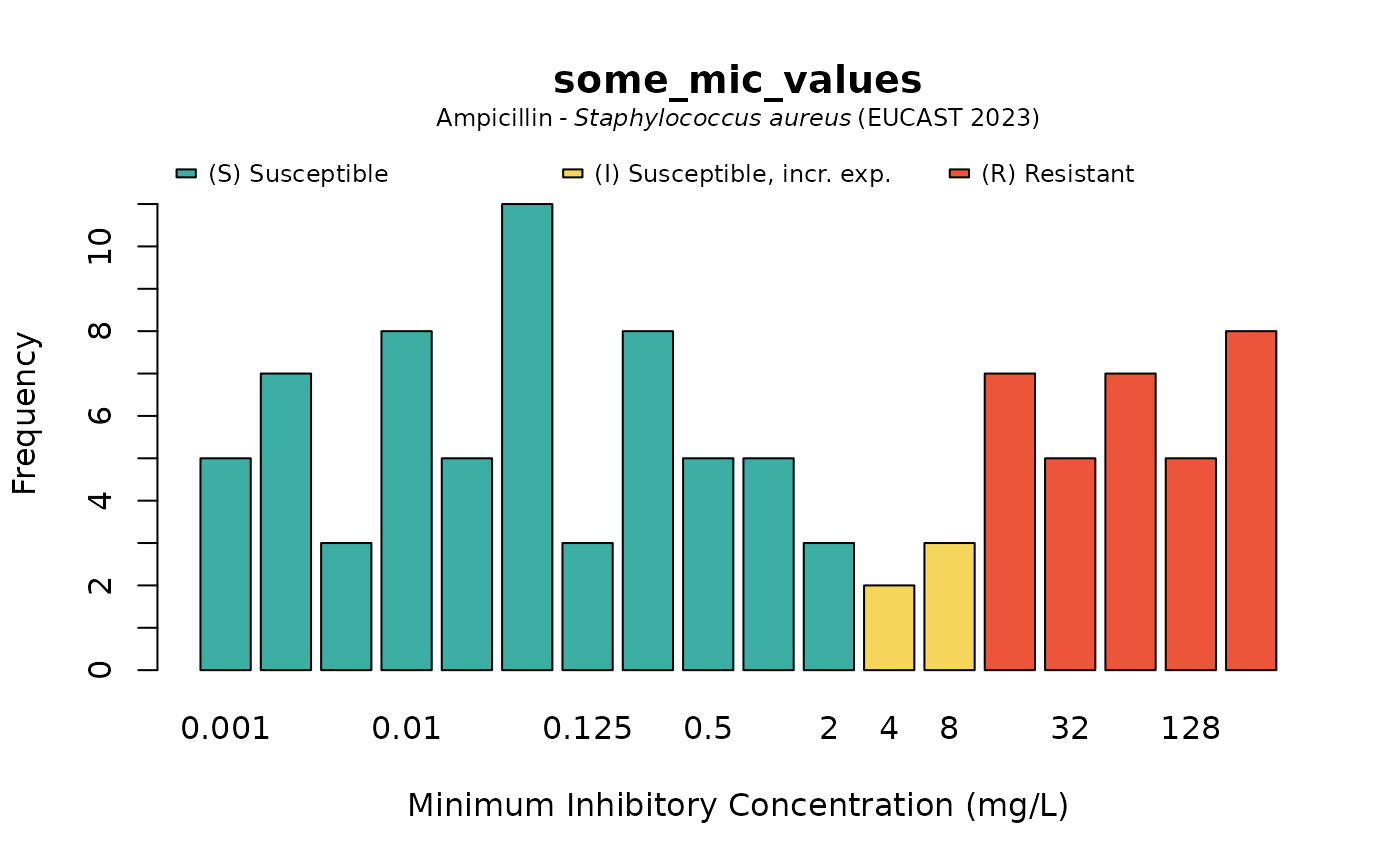 some_mic_values
Ampicillin - Staphylococcus aureus (EUCAST 2023)
(S) Susceptible (I) Susceptible, incr. exp. (R) Resistant
Frequency
10
8
6
4
2
0
0.001 0.01 0.125 0.5 2 4 8 32 128
Minimum Inhibitory Concentration (mg/L)